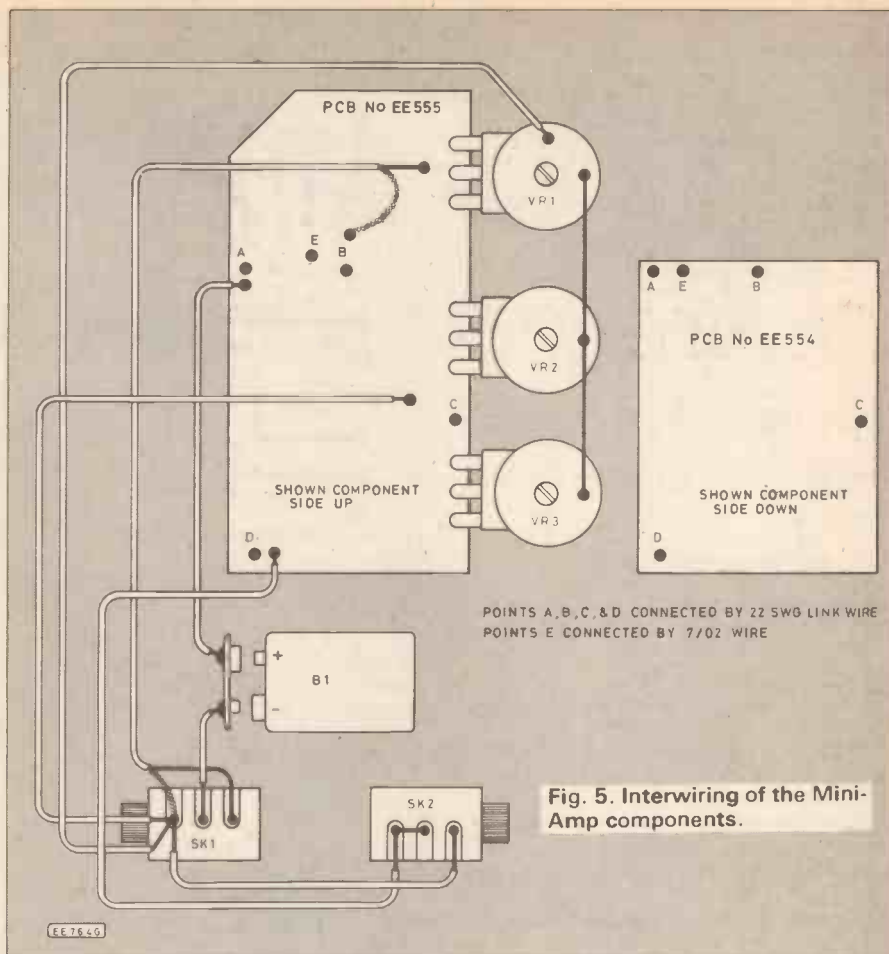 PCB No EE555
VR1
A
E
B
A E B
PCB No EE554
VR2
C
C
SHOWN COMPONENT
SIDE UP
VR3
SHOWN COMPONENT
SIDE DOWN
D
D
POINTS A,B,C,& D CONNECTED BY 22 SWG LINK WIRE
POINTS E CONNECTED BY 7/02 WIRE
+
B1
-
SK1
SK2
Fig. 5. Interwiring of the Mini-
Amp components.
EE764G